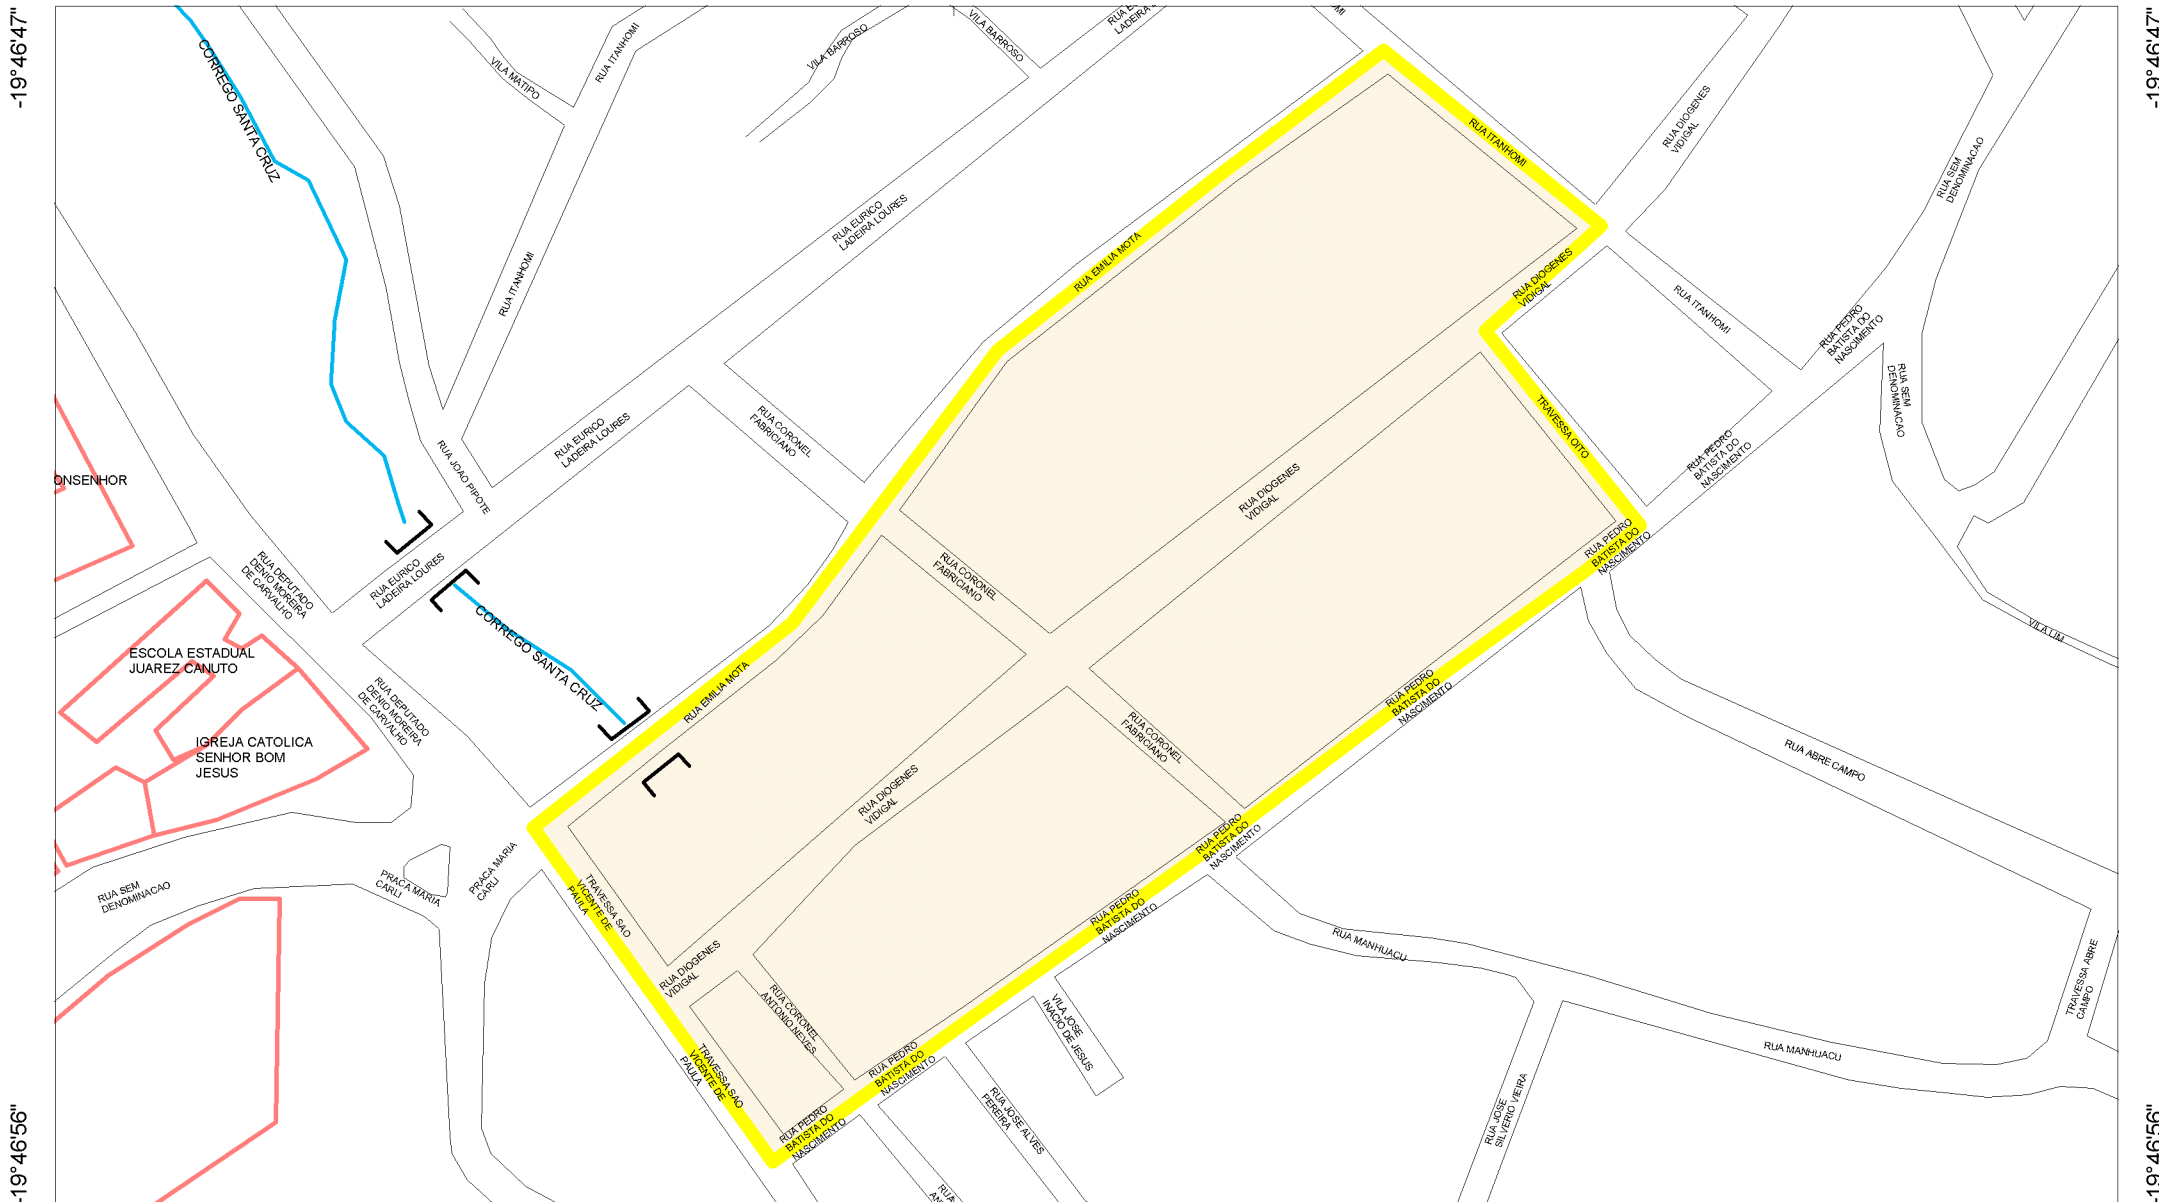 -19°46'47"
-19°46'47"
CORREGO SANTA CRUZ
VILA MATIPO
RUA ITANHOMI
VILA BARROSO
VILA BARROSO
LADEIRA
RUA ITANHOMI
RUA DIOGENES
VIDIGAL
RUA SEM
DENOMINACAO
RUA EURICO
LADEIRA LOURES
RUA EMILIA MOTA
RUA ITANHOMI
RUA DIOGENES
VIDIGAL
RUA ITANHOMI
RUA PEDRO
BATISTA DO
NASCIMENTO
RUA SEM
DENOMINACAO
RUA EURICO
LADEIRA LOURES
RUA CORONEL
FABRICIANO
TRAVESSA OITO
RUA PEDRO
BATISTA DO
NASCIMENTO
RUA JOAO PIPOTE
ONSENHOR
RUA DIOGENES
VIDIGAL
RUA PEDRO
BATISTA DO
NASCIMENTO
RUA EURICO
LADEIRA LOURES
RUA DEPUTADO
DENIO MOREIRA
DE CARVALHO
RUA CORONEL
FABRICIANO
CORREGO SANTA CRUZ
VILA LIM
ESCOLA ESTADUAL
JUAREZ CANUTO
RUA DEPUTADO
DENIO MOREIRA
DE CARVALHO
RUA EMILIA MOTA
RUA PEDRO
BATISTA DO
NASCIMENTO
RUA CORONEL
FABRICIANO
IGREJA CATOLICA
SENHOR BOM
JESUS
RUA ABRE CAMPO
RUA DIOGENES
VIDIGAL
RUA PEDRO
BATISTA DO
NASCIMENTO
PRACA MARIA
CARLI
PRACA MARIA
CARLI
RUA SEM
DENOMINACAO
TRAVESSA SAO
VICENTE DE
PAULA
RUA PEDRO
BATISTA DO
NASCIMENTO
RUA MANHUACU
RUA DIOGENES
VIDIGAL
TRAVESSA ABRE
CAMPO
RUA CORONEL
ANTONIO NEVES
VILA JOSE
INACIO DE JESUS
RUA MANHUACU
TRAVESSA SAO
VICENTE DE
PAULA
RUA PEDRO
BATISTA DO
NASCIMENTO
RUA JOSE ALVES
PEREIRA
RUA JOSE
SILVERIO VIEIRA
RUA PEDRO
BATISTA DO
NASCIMENTO
RUA
-19°46'56"
-19°46'56"